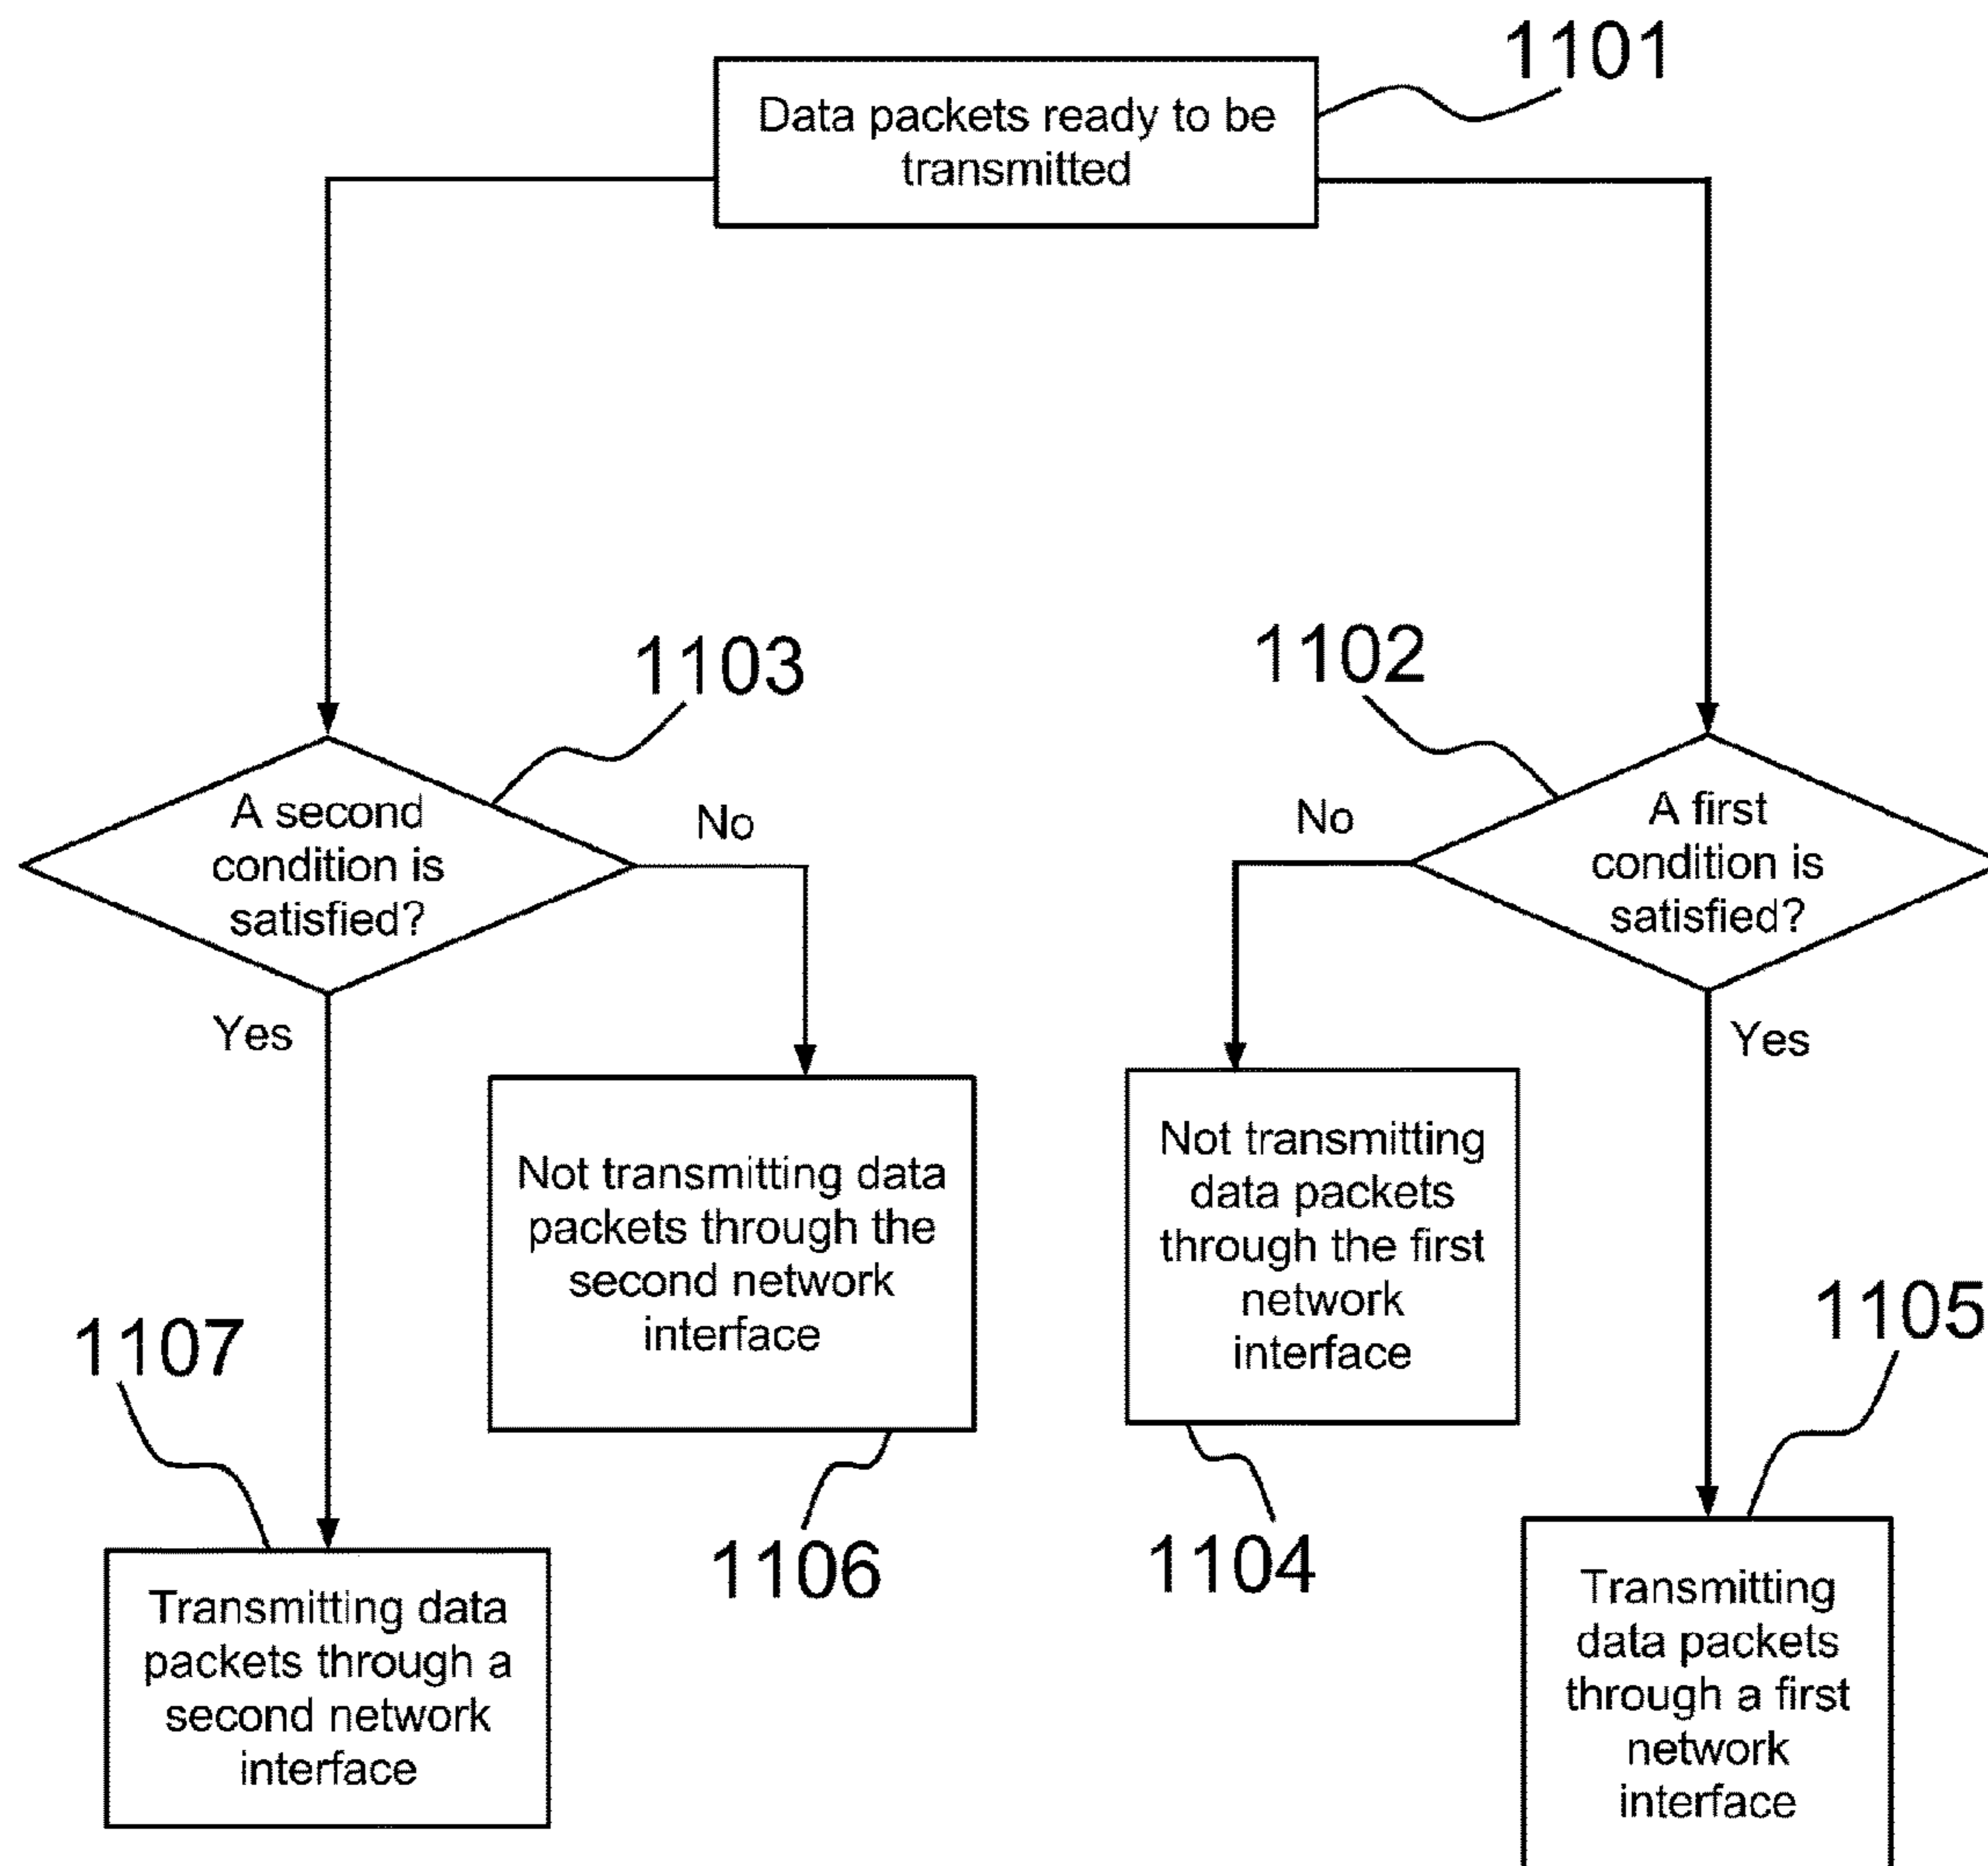 1101
Data packets ready to be
transmitted
1103
1102
A second
condition is
satisfied?
No
No
A first
condition is
satisfied?
Yes
Yes
Not transmitting data
packets through the
second network
interface
Not transmitting
data packets
through the first
network
interface
1107
1105
1106
1104
Transmitting data
packets through a
second network
interface
Transmitting
data packets
through a first
network
interface